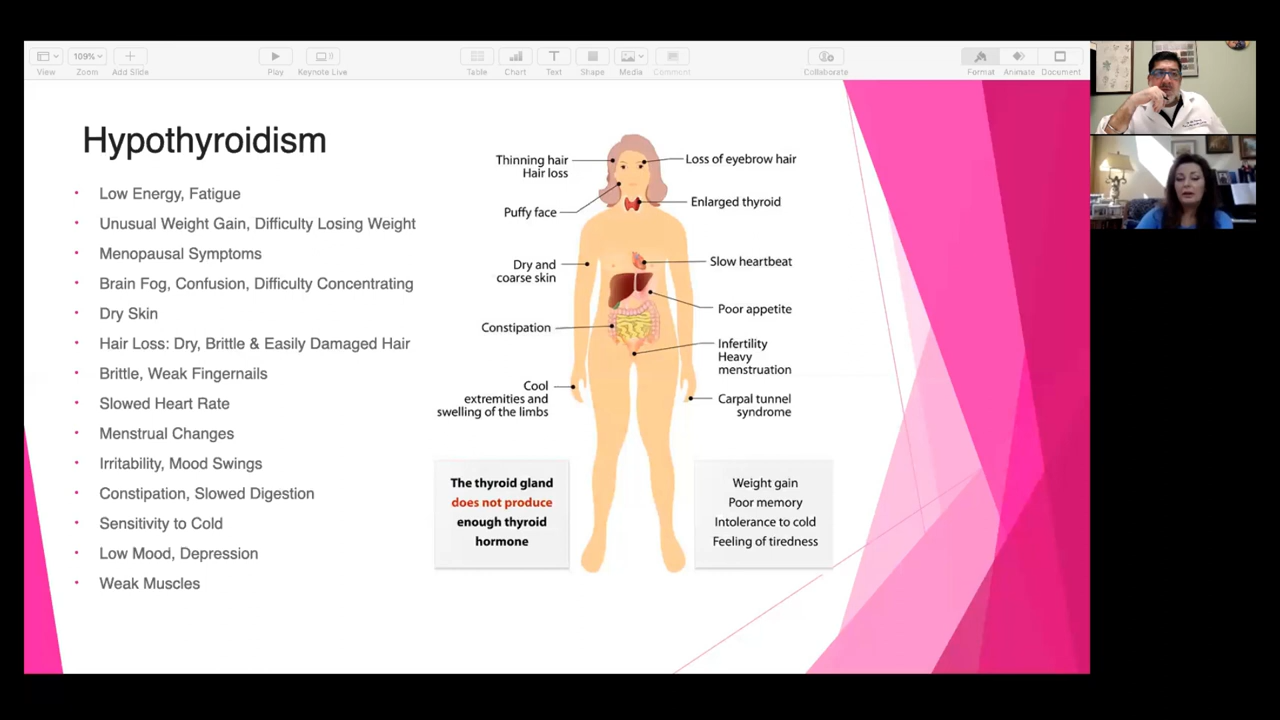 109%
View
Zoom
Add Slide
Play
Keynote Live
Table
Chart
Text
Shape
Media
Comment
Collaborate
Format
Animate
Document
Hypothyroidism
• Low Energy, Fatigue
• Unusual Weight Gain, Difficulty Losing Weight
• Menopausal Symptoms
• Brain Fog, Confusion, Difficulty Concentrating
• Dry Skin
• Hair Loss: Dry, Brittle & Easily Damaged Hair
• Brittle, Weak Fingernails
• Slowed Heart Rate
• Menstrual Changes
• Irritability, Mood Swings
• Constipation, Slowed Digestion
• Sensitivity to Cold
• Low Mood, Depression
• Weak Muscles
Thinning hair
Hair loss
Puffy face
Dry and
coarse skin
Constipation
Cool
extremities and
swelling of the limbs
Loss of eyebrow hair
Enlarged thyroid
Slow heartbeat
Poor appetite
Infertility
Heavy
menstruation
Carpal tunnel
syndrome
The thyroid gland
does not produce
enough thyroid
hormone
Weight gain
Poor memory
Intolerance to cold
Feeling of tiredness